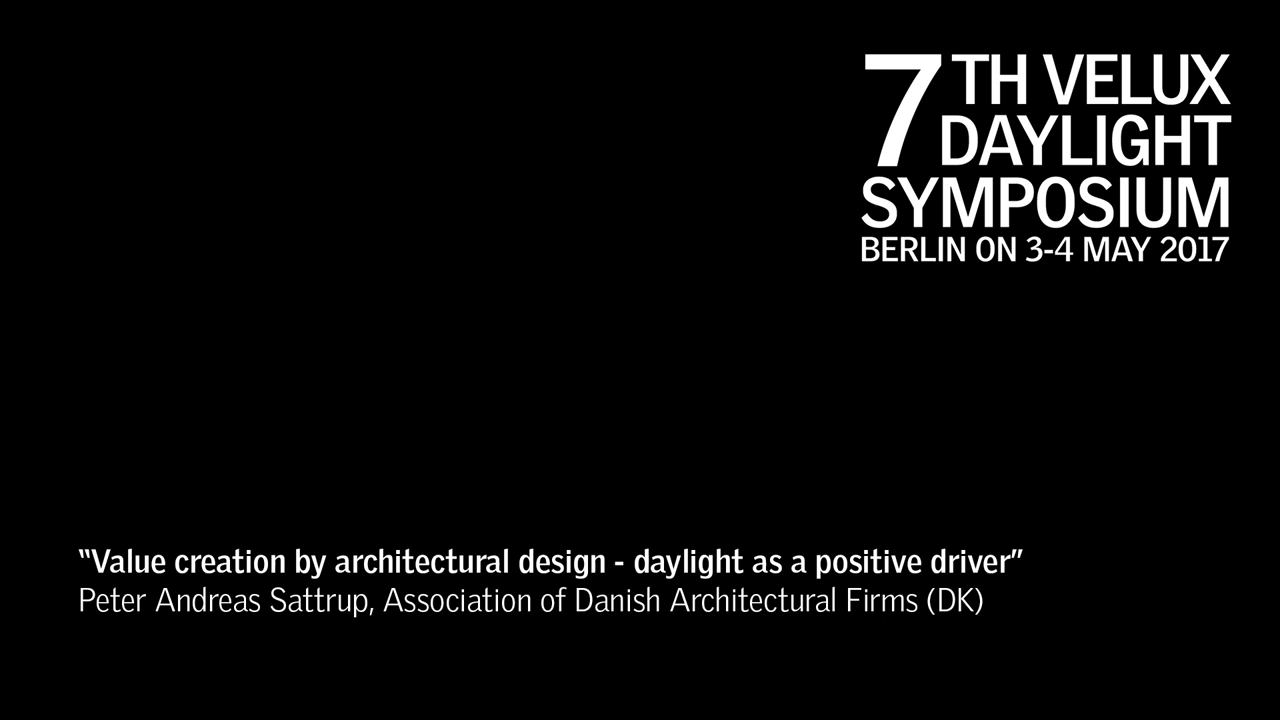 7TH VELUX
DAYLIGHT
SYMPOSIUM
BERLIN ON 3-4 MAY 2017
“Value creation by architectural design - daylight as a positive driver”
Peter Andreas Sattrup, Association of Danish Architectural Firms (DK)